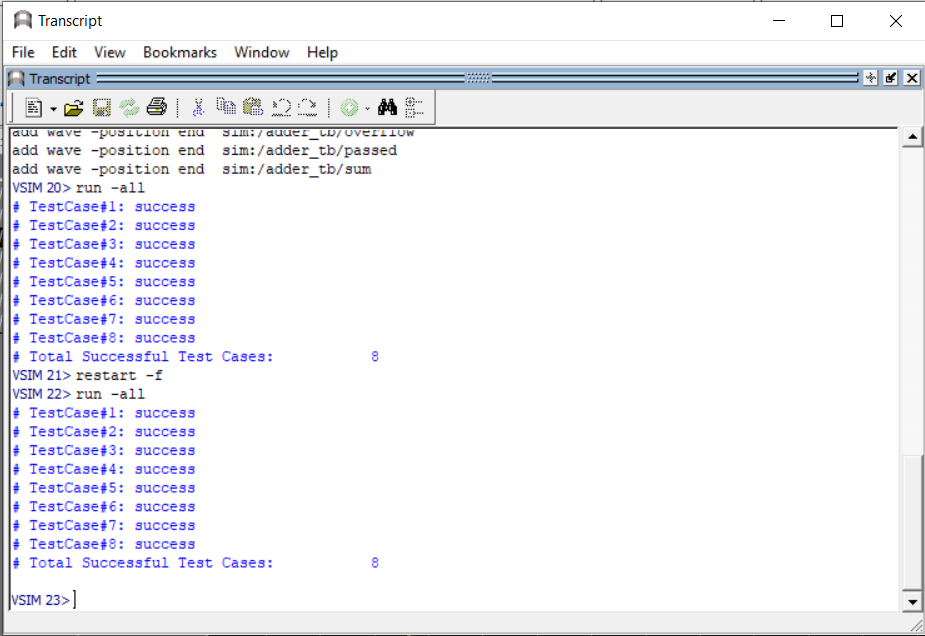 Transcript
File Edit View Bookmarks Window Help
Transcript
add wave -position end  sim:/adder_tb/overflow
add wave -position end  sim:/adder_tb/passed
add wave -position end  sim:/adder_tb/sum
VSIM 20> run -all
# TestCase#1: success
# TestCase#2: success
# TestCase#3: success
# TestCase#4: success
# TestCase#5: success
# TestCase#6: success
# TestCase#7: success
# TestCase#8: success
# Total Successful Test Cases:           8
VSIM 21> restart -f
VSIM 22> run -all
# TestCase#1: success
# TestCase#2: success
# TestCase#3: success
# TestCase#4: success
# TestCase#5: success
# TestCase#6: success
# TestCase#7: success
# TestCase#8: success
# Total Successful Test Cases:           8
VSIM 23>